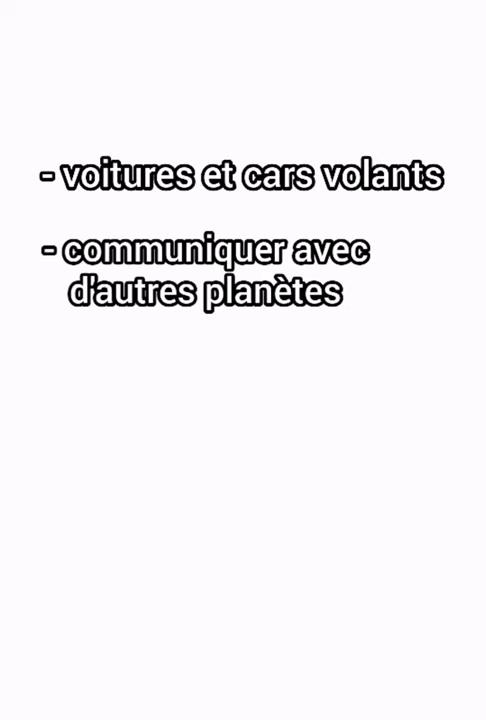 - voitures et cars volants
- communiquer avec
d'autres planètes